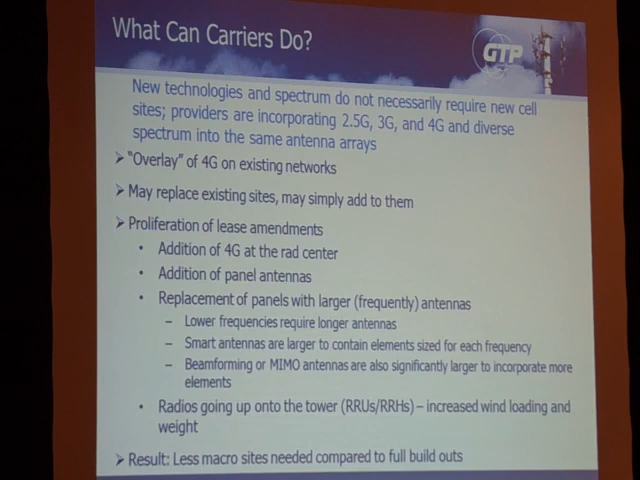 What Can Carriers Do?
GTP
New technologies and spectrum do not necessarily require new cell
sites; providers are incorporating 2.5G, 3G, and 4G and diverse
spectrum into the same antenna arrays
➢ "Overlay" of 4G on existing networks
➢ May replace existing sites, may simply add to them
➢ Proliferation of lease amendments
• Addition of 4G at the rad center
• Addition of panel antennas
• Replacement of panels with larger (frequently) antennas
– Lower frequencies require longer antennas
– Smart antennas are larger to contain elements sized for each frequency
– Beamforming or MIMO antennas are also significantly larger to incorporate more
elements
• Radios going up onto the tower (RRUs/RRHs) – increased wind loading and
weight
➢ Result: Less macro sites needed compared to full build outs